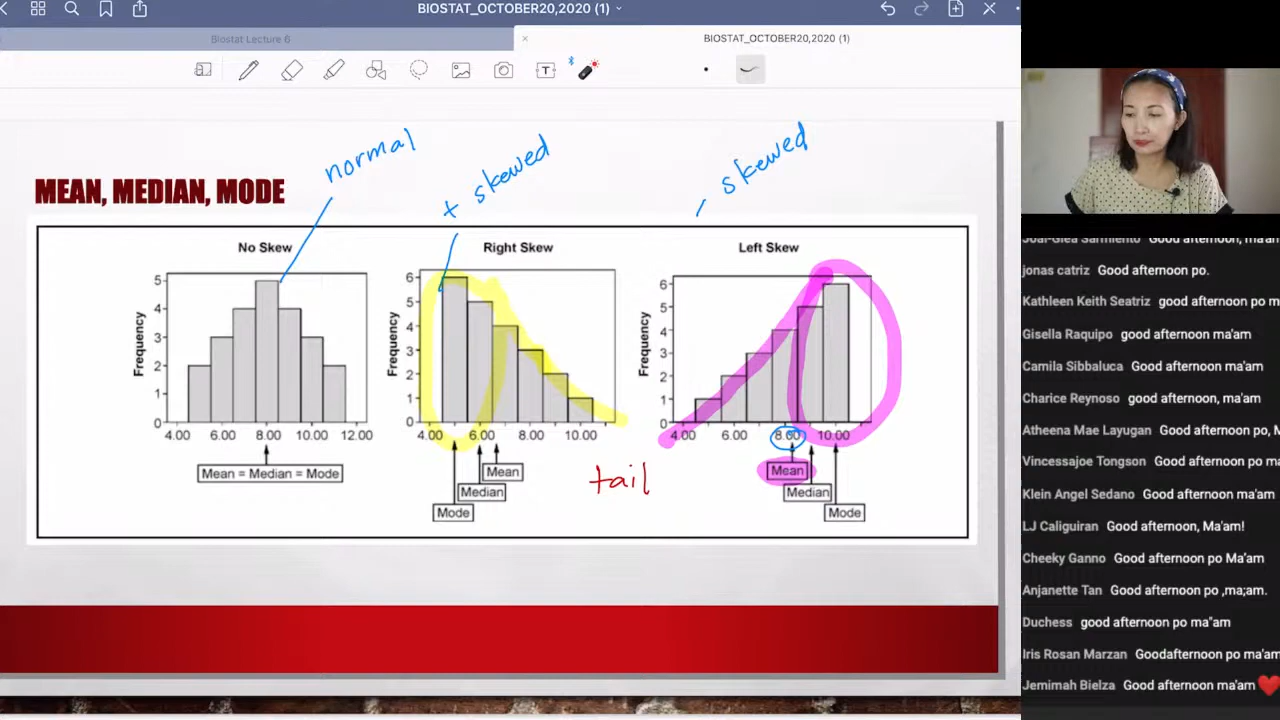 BIOSTAT_OCTOBER20,2020 (1)
Biostat Lecture 6
BIOSTAT_OCTOBER20,2020 (1)
T
normal
+ skewed
- skewed
MEAN, MEDIAN, MODE
No Skew
Right Skew
Left Skew
Frequency
5
4
3
2
1
0
4.00 6.00 8.00 10.00 12.00
Mean = Median = Mode
Frequency
6
5
4
3
2
1
0
4.00 6.00 8.00 10.00
Mean
Median
Mode
tail
Frequency
6
5
4
3
2
1
0
4.00 6.00 8.00 10.00
Mean
Median
Mode
Good afternoon, ma'am
jonas catriz Good afternoon po.
Kathleen Keith Seatriz good afternoon po m
Gisella Raquipo good afternoon ma'am
Camila Sibbaluca Good afternoon ma'am
Charice Reynoso good afternoon, ma'am
Atheena Mae Layugan Good afternoon po, M
Vincessajoe Tongson Good afternoon po ma
Klein Angel Sedano Good afternoon ma'am
LJ Caliguiran Good afternoon, Ma'am!
Cheeky Ganno Good afternoon po Ma'am
Anjanette Tan Good afternoon po ,ma;am.
Duchess good afternoon po ma"am
Iris Rosan Marzan Goodafternoon po ma'am
Jemimah Bielza Good afternoon ma'am ❤️